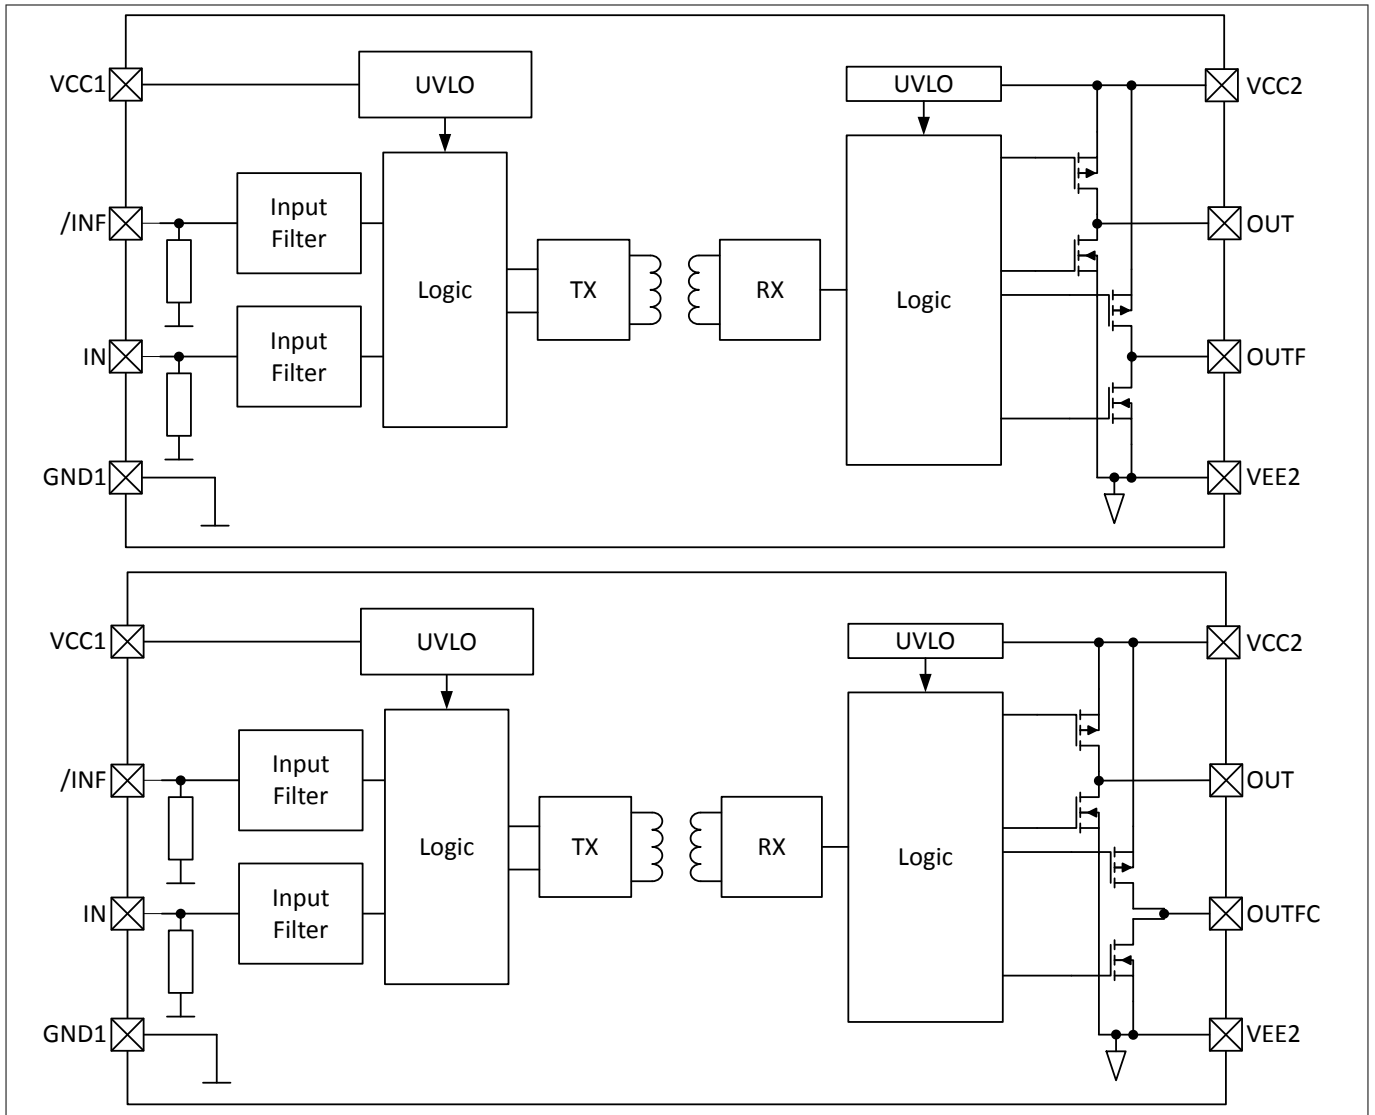 VCC1
UVLO
UVLO
VCC2
/INF
Input
Filter
OUT
Logic
TX
RX
Logic
IN
Input
Filter
OUTF
GND1
VEE2
VCC1
UVLO
UVLO
VCC2
/INF
Input
Filter
OUT
Logic
TX
RX
Logic
IN
Input
Filter
OUTFC
GND1
VEE2